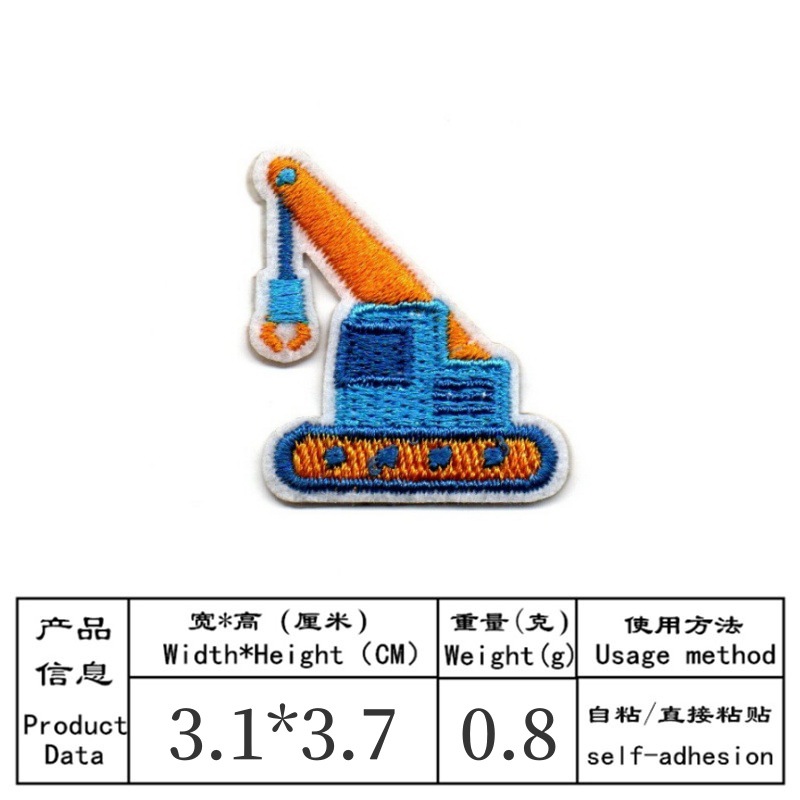 产品
信息
Product
Data
宽*高 (厘米)
Width*Height (CM)
重量(克)
Weight(g)
使用方法
Usage method
3.1*3.7
0.8
自粘/直接粘贴
self-adhesion